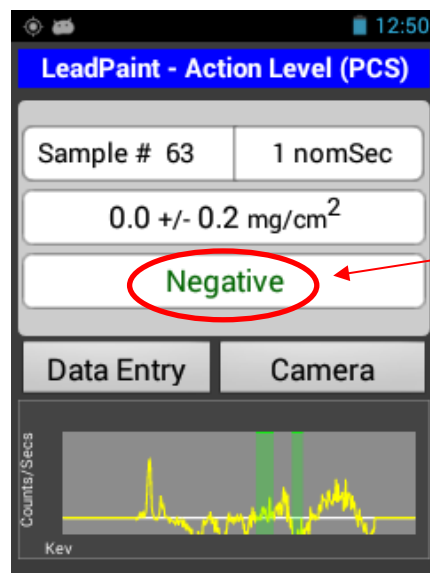 12:50
LeadPaint - Action Level (PCS)
Sample # 63 1 nomSec
0.0 +/- 0.2 mg/cm²
Negative
Data Entry Camera
Counts/Secs
Kev